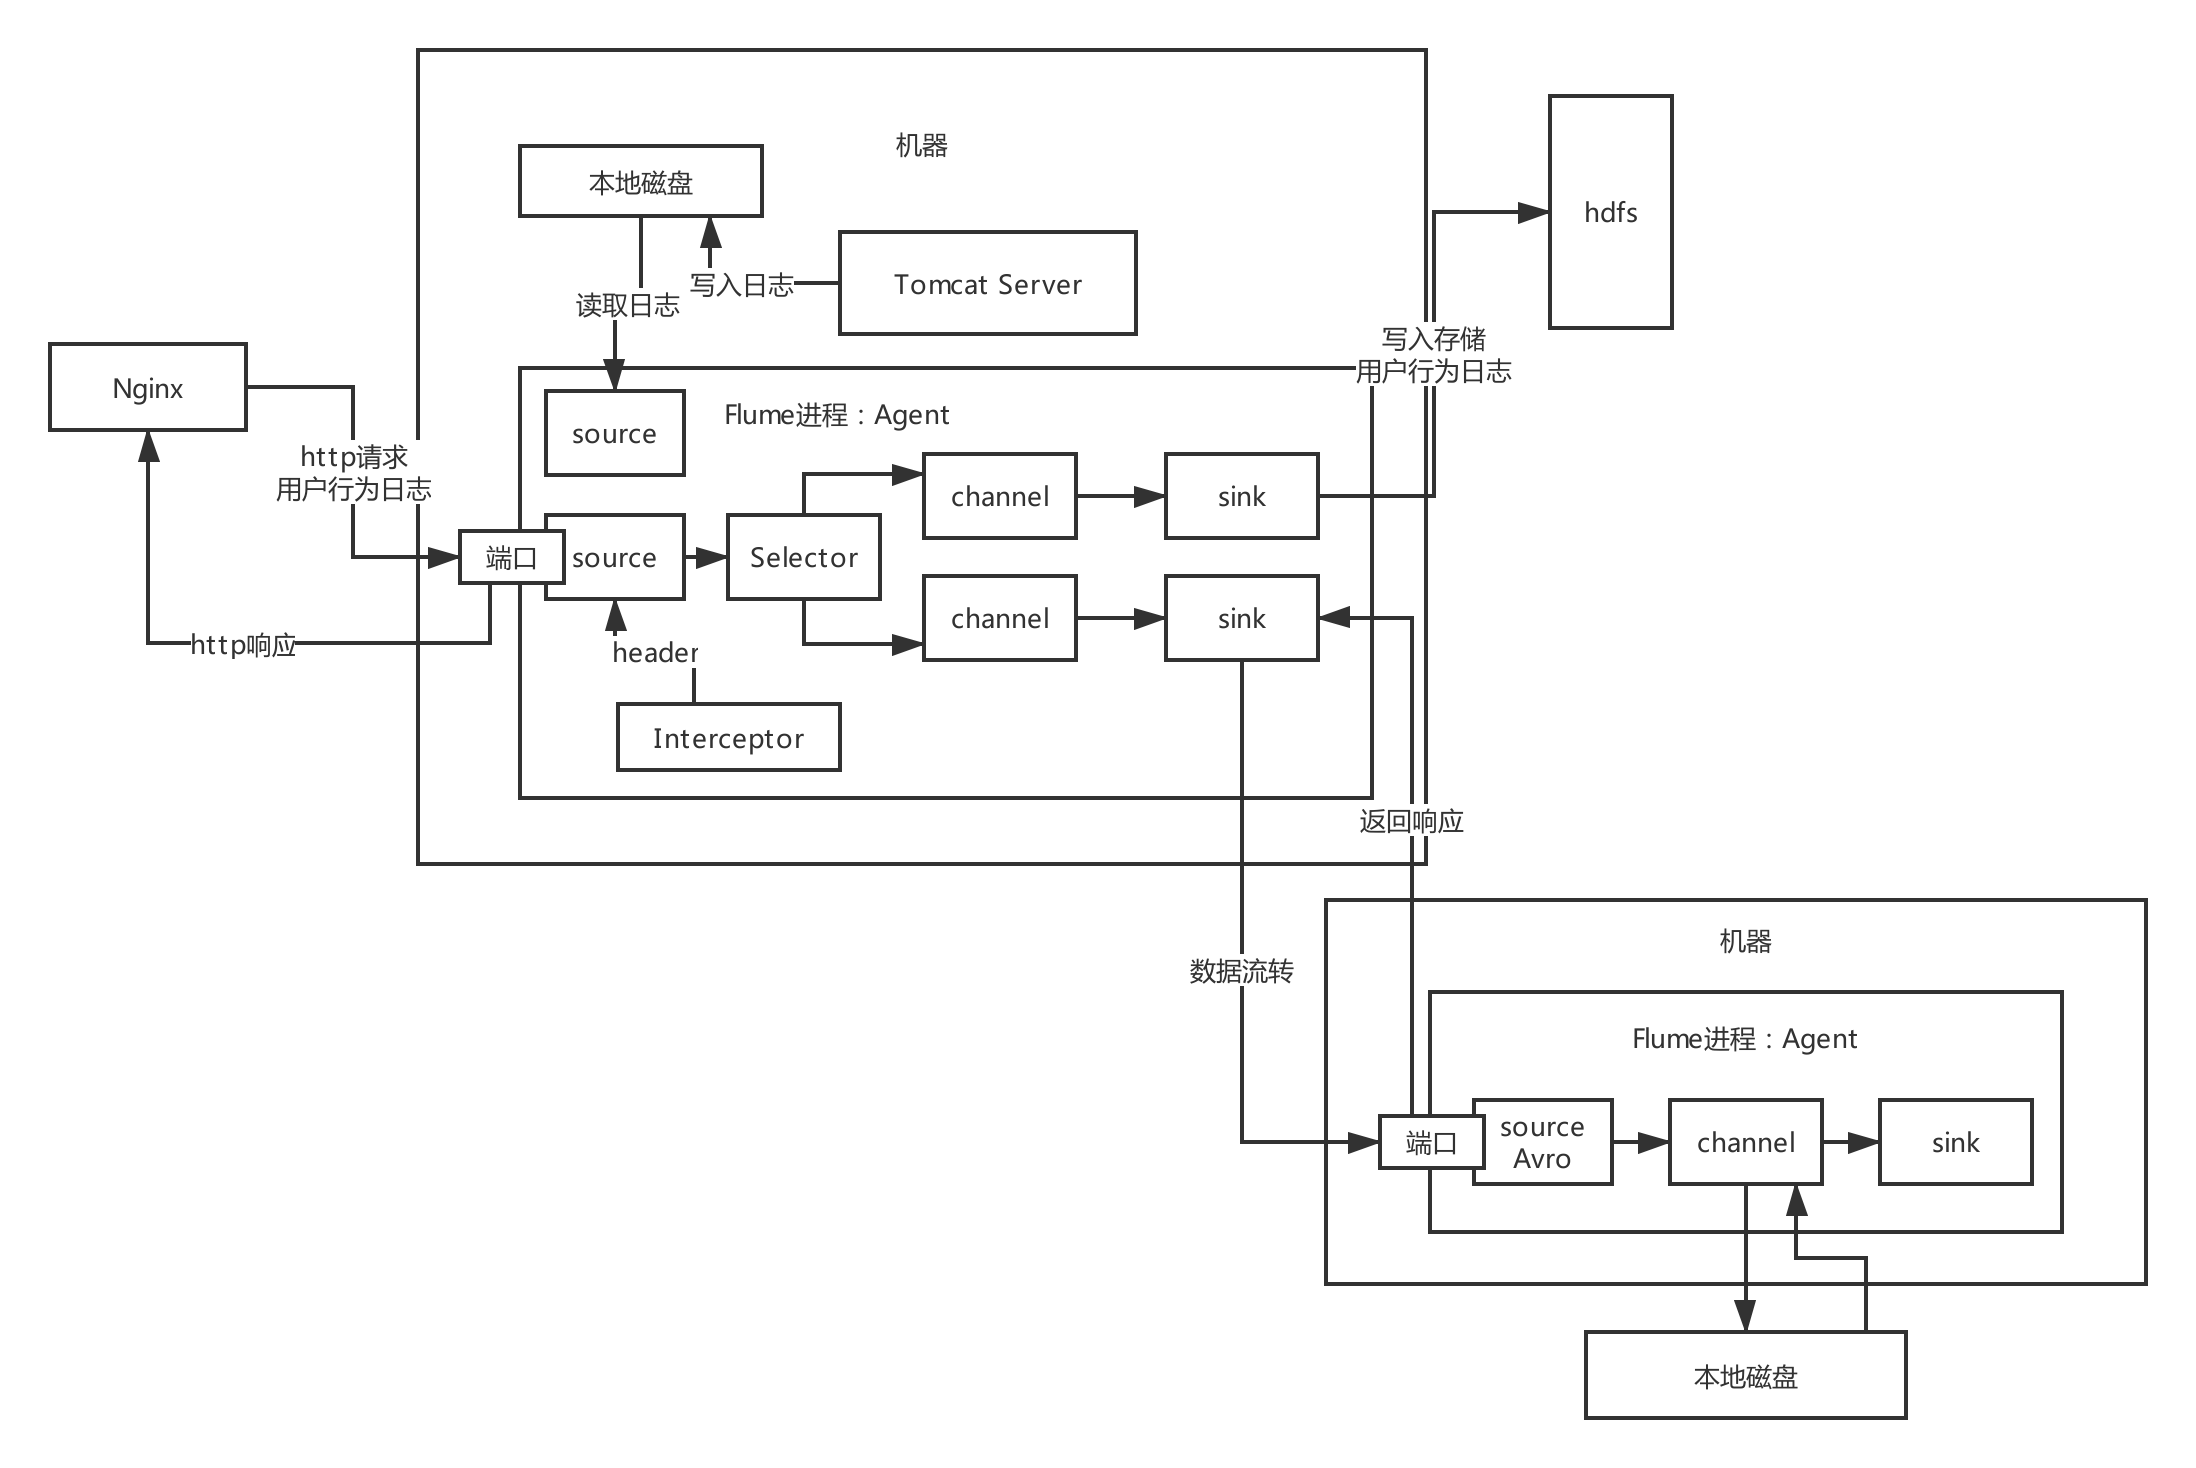 机器
本地磁盘
hdfs
Tomcat Server
写入日志
读取日志
写入存储
用户行为日志
Nginx
Flume进程：Agent
source
http请求
用户行为日志
channel
sink
端口
source
Selector
channel
sink
http响应
header
Interceptor
返回响应
机器
数据流转
Flume进程：Agent
端口
source
Avro
channel
sink
本地磁盘